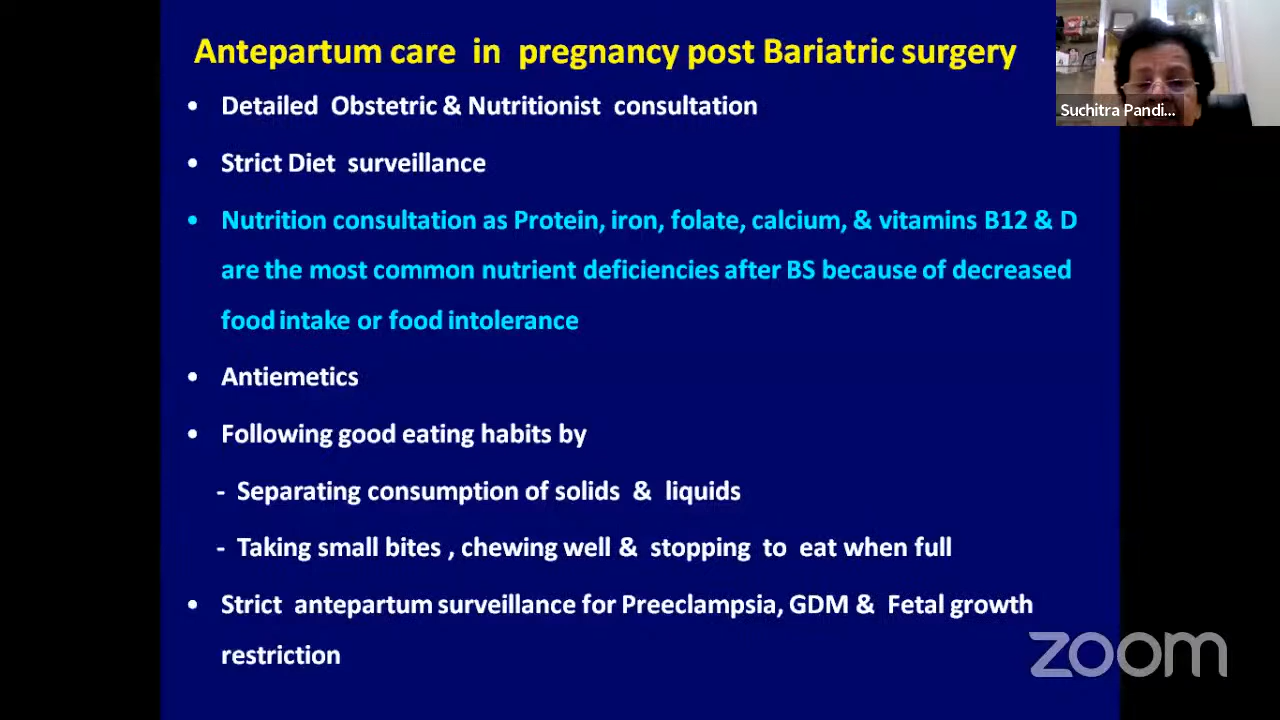 Antepartum care in pregnancy post Bariatric surgery
Suchitra Pandi...
• Detailed Obstetric & Nutritionist consultation
• Strict Diet surveillance
• Nutrition consultation as Protein, iron, folate, calcium, & vitamins B12 & D
are the most common nutrient deficiencies after BS because of decreased
food intake or food intolerance
• Antiemetics
• Following good eating habits by
- Separating consumption of solids & liquids
- Taking small bites , chewing well & stopping to eat when full
• Strict antepartum surveillance for Preeclampsia, GDM & Fetal growth
restriction
zoom